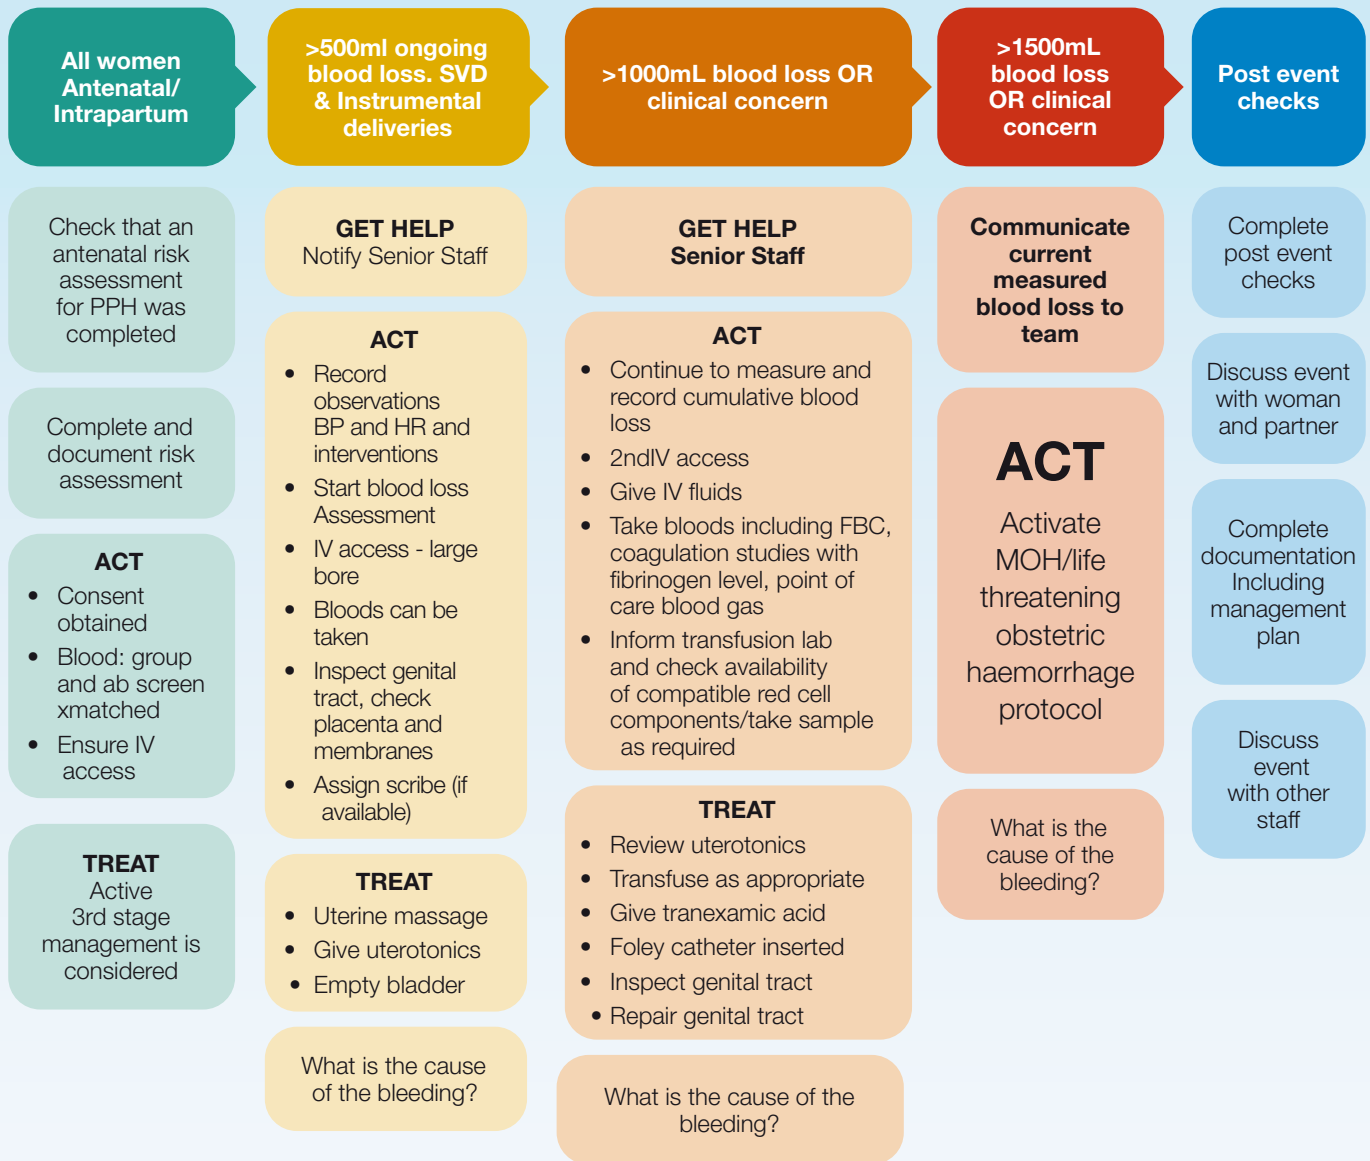 All women
Antenatal/
Intrapartum
Check that an
antenatal risk
assessment
for PPH was
completed
Complete and
document risk
assessment
ACT
• Consent
obtained
• Blood: group
and ab screen
xmatched
• Ensure IV
access
TREAT
Active
3rd stage
management is
considered
>500ml ongoing
blood loss. SVD
& Instrumental
deliveries
GET HELP
Notify Senior Staff
ACT
• Record
observations
BP and HR and
interventions
• Start blood loss
Assessment
• IV access - large
bore
• Bloods can be
taken
• Inspect genital
tract, check
placenta and
membranes
• Assign scribe (if
available)
TREAT
• Uterine massage
• Give uterotonics
• Empty bladder
What is the cause
of the bleeding?
>1000mL blood loss OR
clinical concern
GET HELP
Senior Staff
ACT
• Continue to measure and
record cumulative blood
loss
• 2ndIV access
• Give IV fluids
• Take bloods including FBC,
coagulation studies with
fibrinogen level, point of
care blood gas
• Inform transfusion lab
and check availability
of compatible red cell
components/take sample
as required
TREAT
• Review uterotonics
• Transfuse as appropriate
• Give tranexamic acid
• Foley catheter inserted
• Inspect genital tract
• Repair genital tract
What is the cause of the
bleeding?
>1500mL
blood loss
OR clinical
concern
Communicate
current
measured
blood loss to
team
ACT
Activate
MOH/life
threatening
obstetric
haemorrhage
protocol
What is the
cause of the
bleeding?
Post event
checks
Complete
post event
checks
Discuss event
with woman
and partner
Complete
documentation
Including
management
plan
Discuss
event
with other
staff